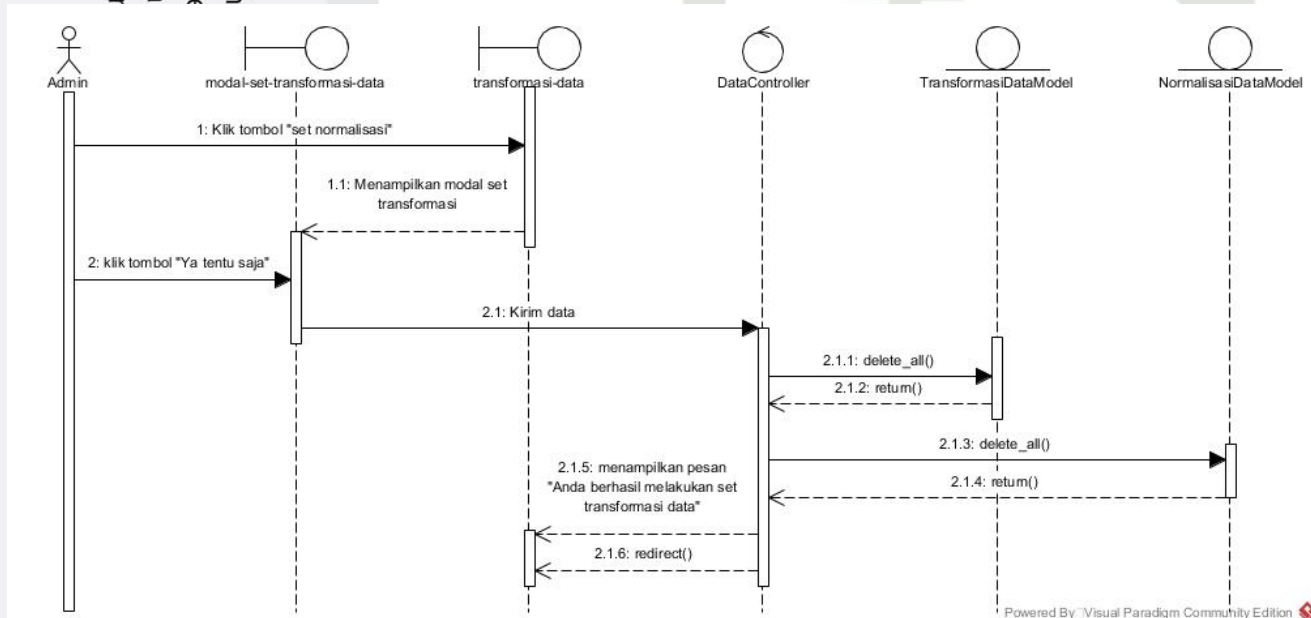 Admin
modal-set-transformasi-data
transformasi-data
DataController
TransformasiDataModel
NormalisasiDataModel
1: Klik tombol "set normalisasi"
1.1: Menampilkan modal set
transformasi
2: klik tombol "Ya tentu saja"
2.1: Kirim data
2.1.1: delete_all()
2.1.2: return()
2.1.3: delete_all()
2.1.4: return()
2.1.5: menampilkan pesan
"Anda berhasil melakukan set
transformasi data"
2.1.6: redirect()
Powered By Visual Paradigm Community Edition